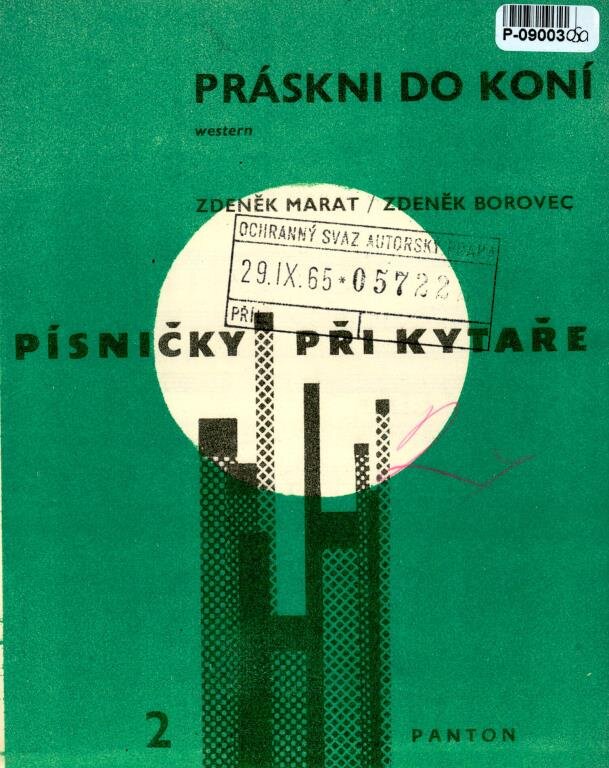 P-09003
PRÁSKNI DO KONÍ
western
ZDENĚK MARAT / ZDENĚK BOROVEC
OCHRANNÝ SVAZ AUTORSKÝ PRAHA
29.IX.65*05722
PŘÍL
PÍSNIČKY PŘI KYTAŘE
2
PANTON